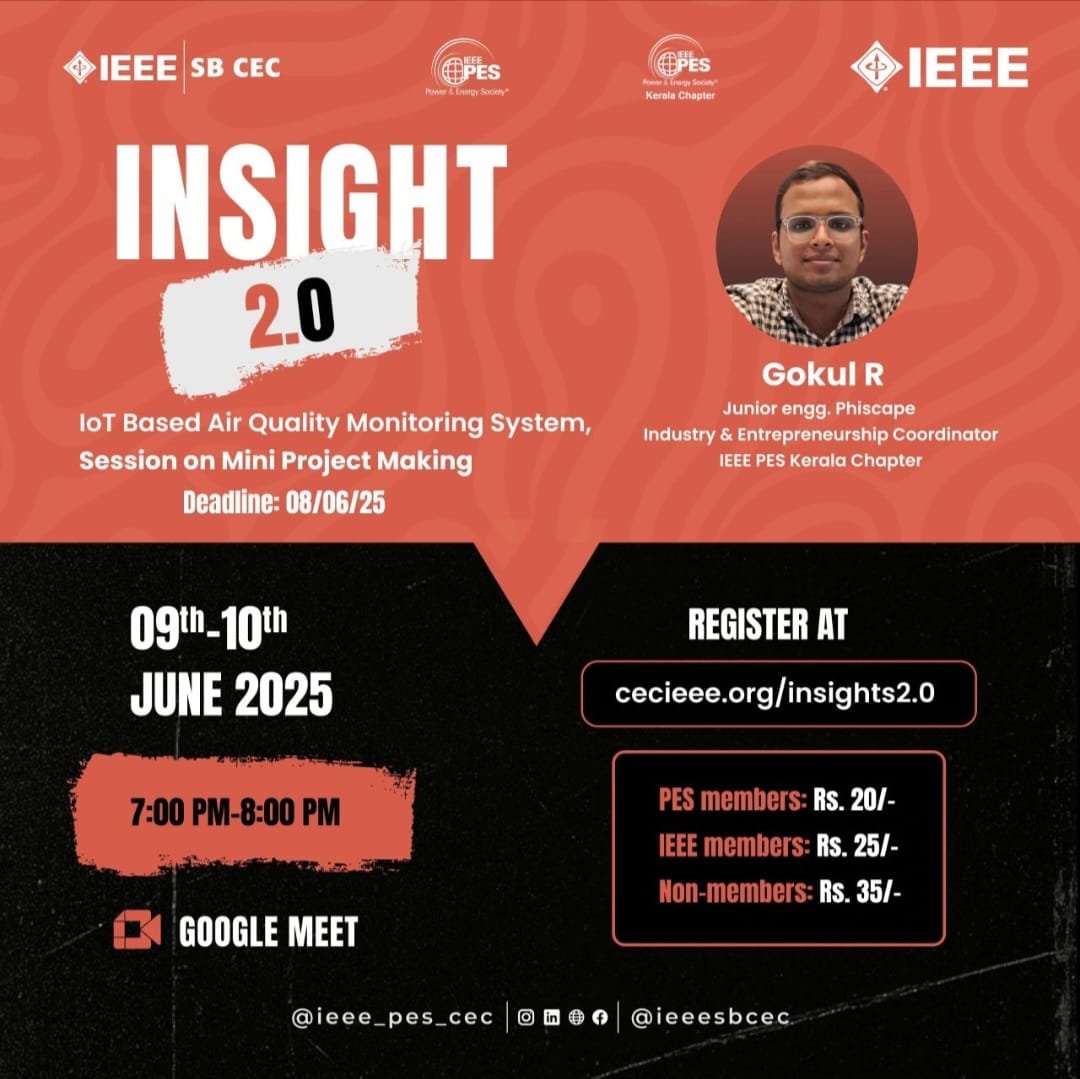 IEEE | SB CEC
IEEE
PES
Power & Energy Society®
IEEE
PES
Power & Energy Society®
Kerala Chapter
IEEE
INSIGHT
2.0
IoT Based Air Quality Monitoring System,
Session on Mini Project Making
Deadline: 08/06/25
Gokul R
Junior engg. Phiscape
Industry & Entrepreneurship Coordinator
IEEE PES Kerala Chapter
09th-10th
JUNE 2025
7:00 PM-8:00 PM
GOOGLE MEET
REGISTER AT
cecieee.org/insights2.0
PES members: Rs. 20/-
IEEE members: Rs. 25/-
Non-members: Rs. 35/-
@ieee_pes_cec | | @ieeesbcec